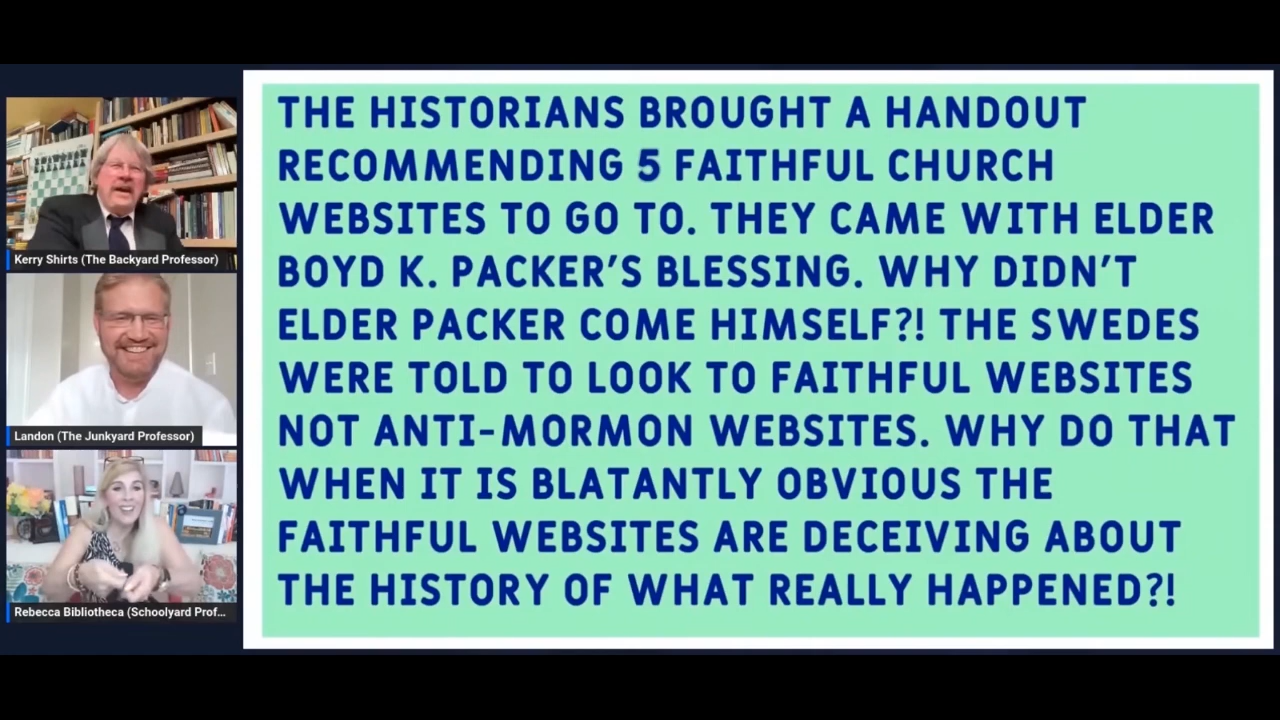 THE HISTORIANS BROUGHT A HANDOUT
RECOMMENDING 5 FAITHFUL CHURCH
WEBSITES TO GO TO. THEY CAME WITH ELDER
BOYD K. PACKER'S BLESSING. WHY DIDN'T
ELDER PACKER COME HIMSELF?! THE SWEDES
WERE TOLD TO LOOK TO FAITHFUL WEBSITES
NOT ANTI-MORMON WEBSITES. WHY DO THAT
WHEN IT IS BLATANTLY OBVIOUS THE
FAITHFUL WEBSITES ARE DECEIVING ABOUT
THE HISTORY OF WHAT REALLY HAPPENED?!
Kerry Shirts (The Backyard Professor)
Landon (The Junkyard Professor)
Rebecca Bibliotheca (Schoolyard Prof...